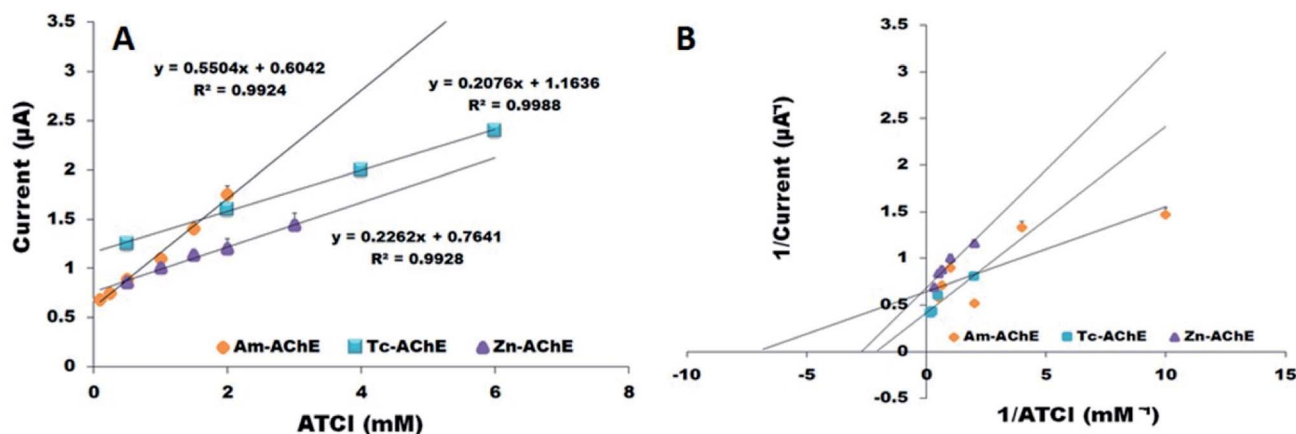 A
Current (µA)
3.5
3
2.5
2
1.5
1
0.5
0
y = 0.5504x + 0.6042
R² = 0.9924
y = 0.2076x + 1.1636
R² = 0.9988
y = 0.2262x + 0.7641
R² = 0.9928
Am-AChE Tc-AChE Zn-AChE
0 2 4 6 8
ATCl (mM)
B
1/Current (µA⁻¹)
3.5
3
2.5
2
1.5
1
0.5
0
-0.5
Am-AChE Tc-AChE Zn-AChE
-10 -5 0 5 10 15
1/ATCl (mM⁻¹)